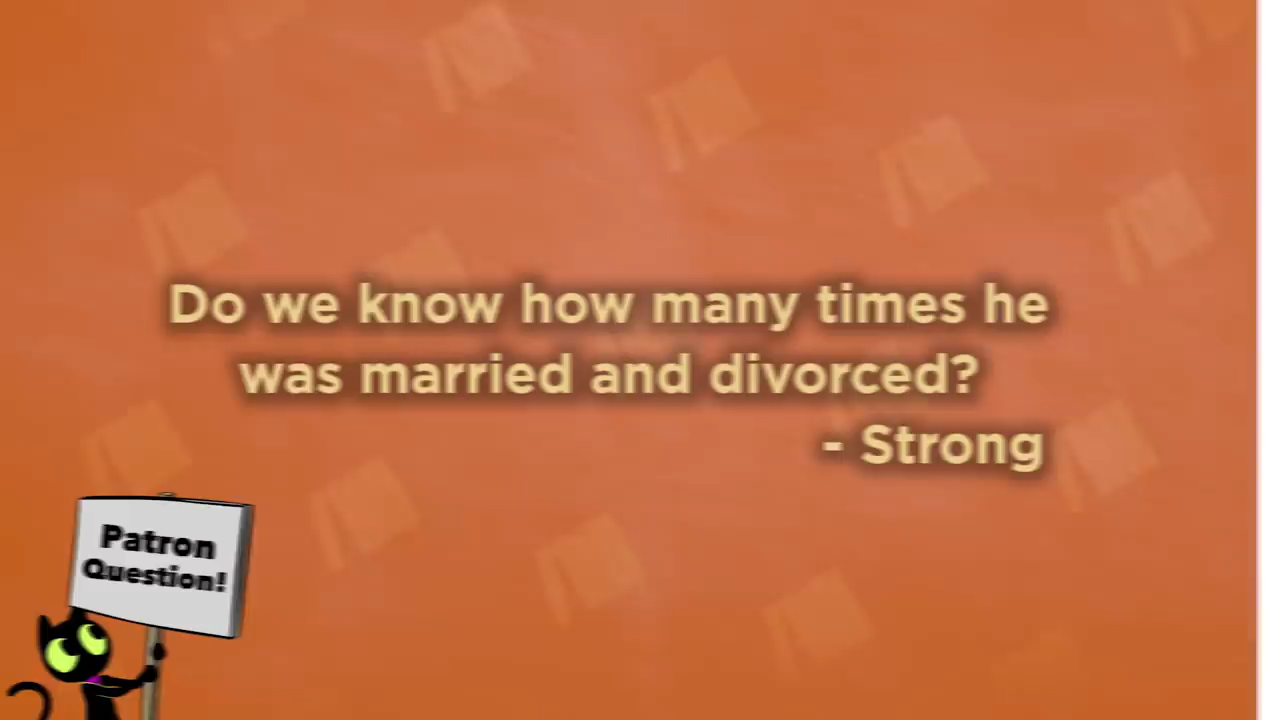 Do we know how many times he
was married and divorced?
- Strong
Patron
Question!